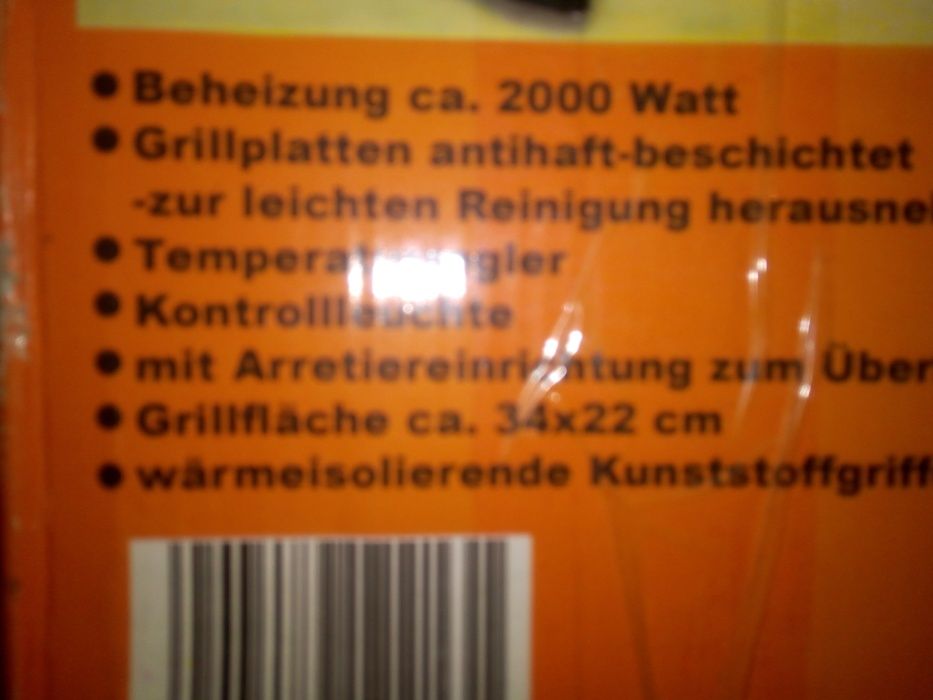 ● Beheizung ca. 2000 Watt
● Grillplatten antihaft-beschichtet
-zur leichten Reinigung
● Temperaturregler
● Kontrollleuchte
● mit Arretiereinrichtung zum
● Grillfläche ca. 34x22 cm
● wärmeisolierende